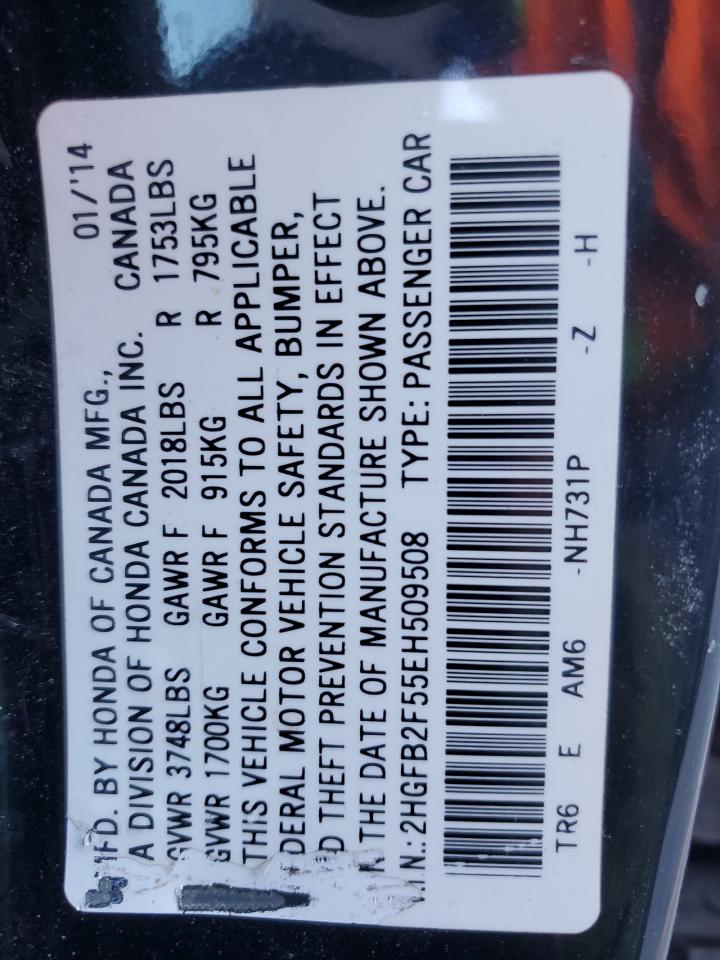 MFD. BY HONDA OF CANADA MFG., 01/'14
A DIVISION OF HONDA CANADA INC. CANADA
GVWR 3748LBS GAWR F 2018LBS R 1753LBS
GVWR 1700KG GAWR F 915KG R 795KG
THIS VEHICLE CONFORMS TO ALL APPLICABLE
DERAL MOTOR VEHICLE SAFETY, BUMPER,
D THEFT PREVENTION STANDARDS IN EFFECT
THE DATE OF MANUFACTURE SHOWN ABOVE.
V.I.N.: 2HGFB2F55EH509508 TYPE: PASSENGER CAR
TR6 E AM6 -NH731P -Z -H